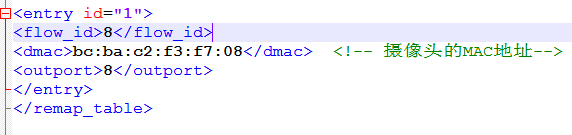 <entry id="1">
<flow_id>8</flow_id>
<dmac>bc:ba:c2:f3:f7:08</dmac> <!-- 摄像头的MAC地址-->
<outport>8</outport>
</entry>
</remap_table>